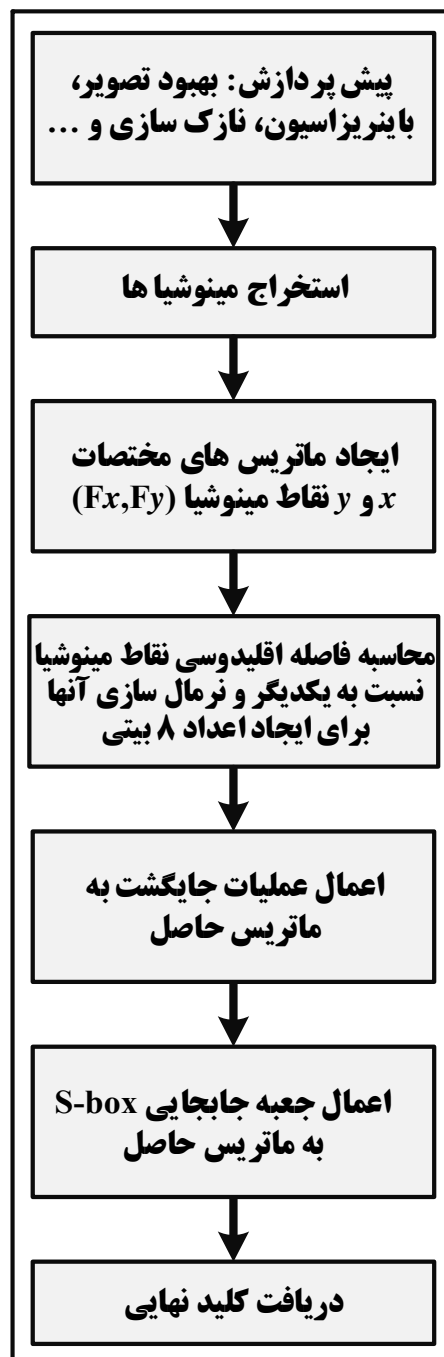 پیش پردازش: بهبود تصویر،
باینریزاسیون، نازک سازی و ...
استخراج مینوشیا ها
ایجاد ماتریس های مختصات
x و y نقاط مینوشیا (Fx,Fy)
محاسبه فاصله اقلیدوسی نقاط مینوشیا
نسبت به یکدیگر و نرمال سازی آنها
برای ایجاد اعداد ۸ بیتی
اعمال عملیات جایگشت به
ماتریس حاصل
اعمال جعبه جابجایی S-box
به ماتریس حاصل
دریافت کلید نهایی